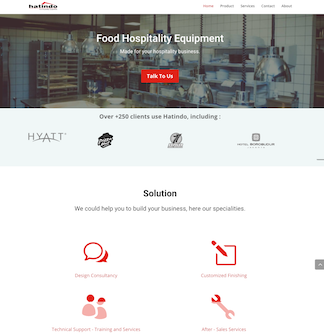 hatindo
Home Product Services Contact About
Food Hospitality Equipment
Made for your hospitality business.
Talk To Us
Over +250 clients use Hatindo, including :
HYATT
Solution
We could help you to build your business, here our specialities.
Design Consultancy
Customized Finishing
Technical Support - Training and Services
After - Sales Services